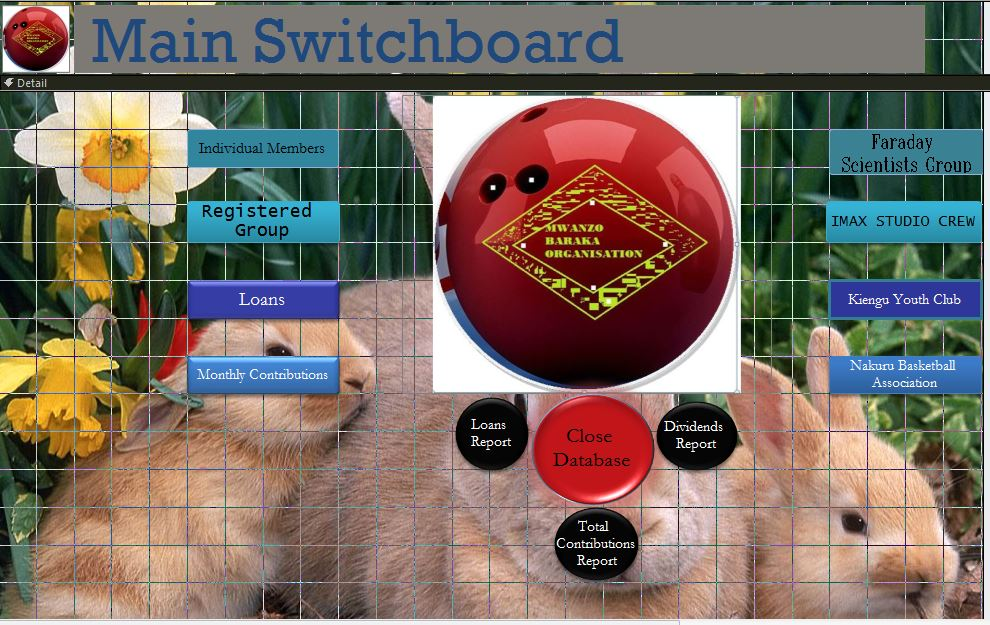 Main Switchboard
Detail
Individual Members
Registered
Group
Loans
Monthly Contributions
MWANZO
BARAKA
ORGANISATION
Faraday
Scientists Group
IMAX STUDIO CREW
Kiengu Youth Club
Nakuru Basketball
Association
Loans
Report
Close
Database
Dividends
Report
Total
Contributions
Report